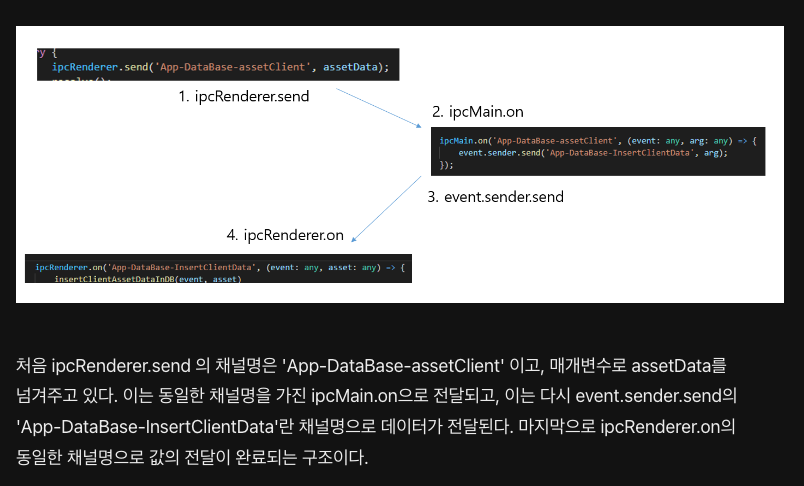 ry {
ipcRenderer.send('App-DataBase-assetClient', assetData);
1. ipcRenderer.send
2. ipcMain.on
ipcMain.on('App-DataBase-assetClient', (event: any, arg: any) => {
event.sender.send('App-DataBase-InsertClientData', arg);
});
3. event.sender.send
4. ipcRenderer.on
ipcRenderer.on('App-DataBase-InsertClientData', (event: any, asset: any) => {
insertClientAssetDataInDB(event, asset)
처음 ipcRenderer.send 의 채널명은 'App-DataBase-assetClient' 이고, 매개변수로 assetData를
넘겨주고 있다. 이는 동일한 채널명을 가진 ipcMain.on으로 전달되고, 이는 다시 event.sender.send의
'App-DataBase-InsertClientData'란 채널명으로 데이터가 전달된다. 마지막으로 ipcRenderer.on의
동일한 채널명으로 값의 전달이 완료되는 구조이다.